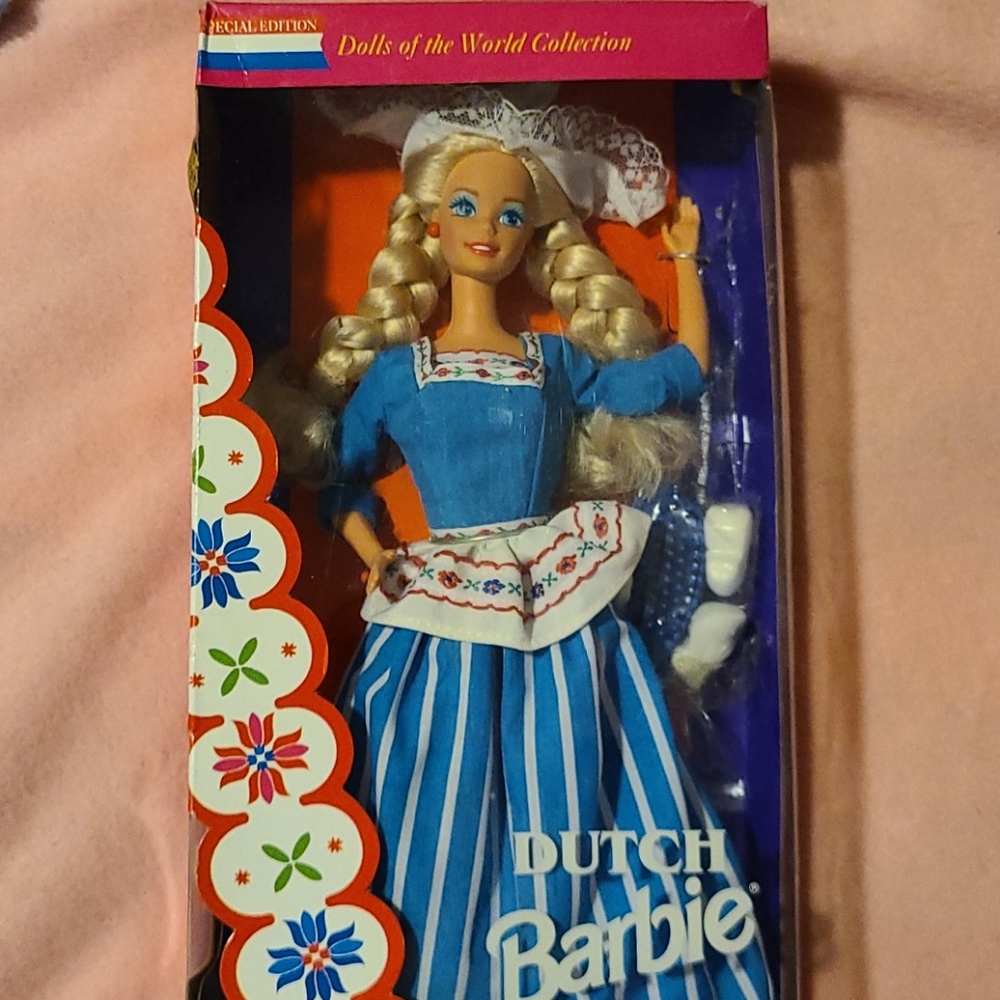 SPECIAL EDITION
Dolls of the World Collection
DUTCH
Barbie®